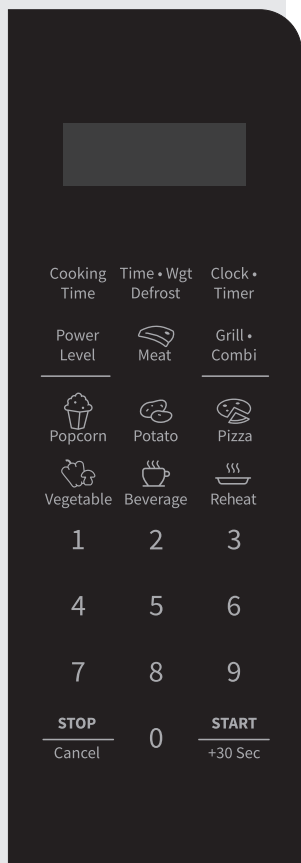 Cooking Time • Wgt Clock •
Time Defrost Timer
Power Grill •
Level Meat Combi
Popcorn Potato Pizza
Vegetable Beverage Reheat
1 2 3
4 5 6
7 8 9
STOP START
0
Cancel +30 Sec